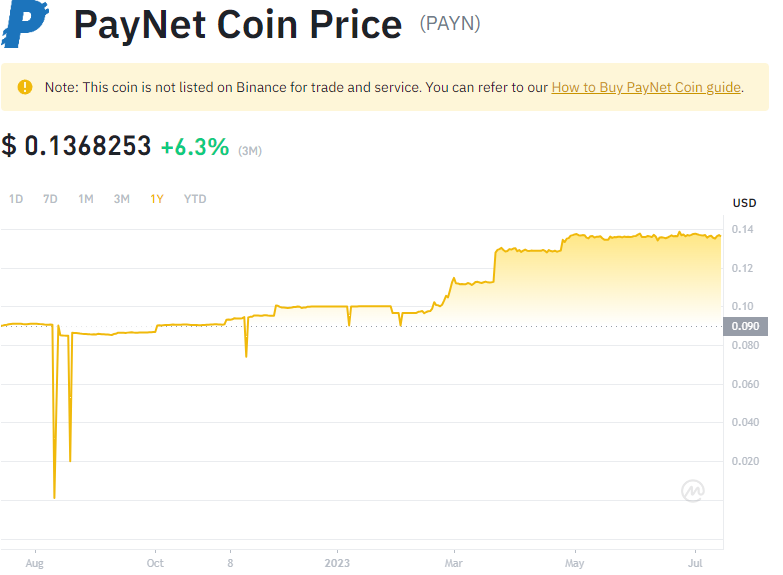 PayNet Coin Price (PAYN)
Note: This coin is not listed on Binance for trade and service. You can refer to our How to Buy PayNet Coin guide.
$ 0.1368253 +6.3% (3M)
1D 7D 1M 3M 1Y YTD
USD
0.14
0.12
0.10
0.090
0.080
0.060
0.040
0.020
Aug Oct 8 2023 Mar May Jul